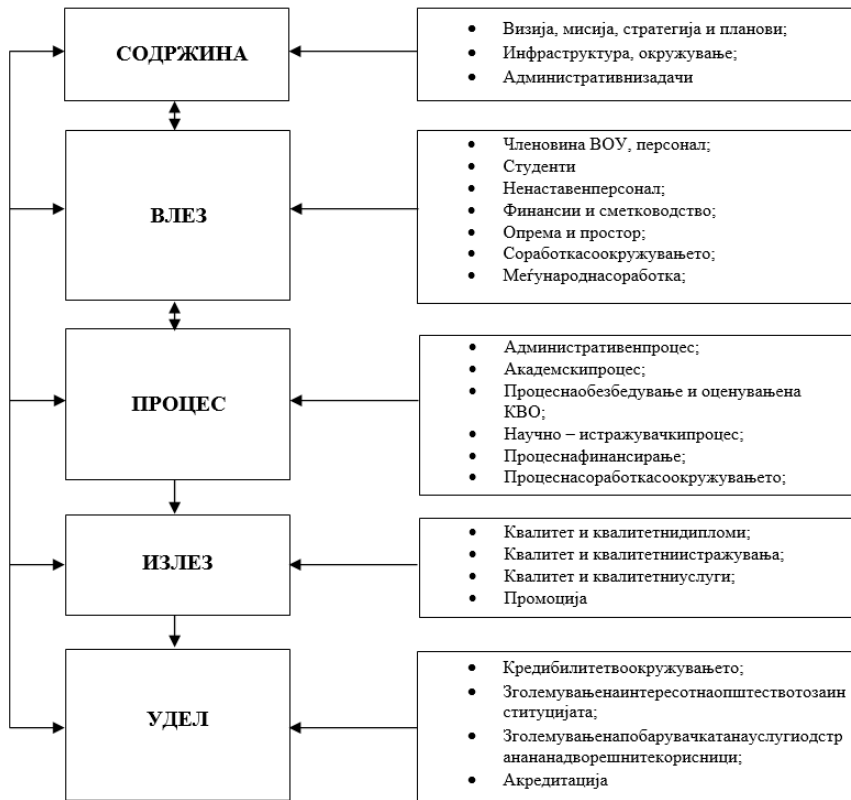 СОДРЖИНА
Визија, мисија, стратегија и планови;
Инфраструктура, окружување;
Административнизадачи
ВЛЕЗ
Членовина ВОУ, персонал;
Студенти
Ненаставенперсонал;
Финансии и сметководство;
Опрема и простор;
Соработкасоокружувањето;
Меѓународнасоработка;
ПРОЦЕС
Административенпроцес;
Академскипроцес;
Процеснаобезбедување и оценувањена
КВО;
Научно – истражувачкипроцес;
Процеснафинансирање;
Процеснасоработкасоокружувањето;
ИЗЛЕЗ
Квалитет и квалитетнидипломи;
Квалитет и квалитетниистражувања;
Квалитет и квалитетниуслуги;
Промоција
УДЕЛ
Кредибилитетвоокружувањето;
Зголемувањенаинтересотнаопштествотозаин
ституцијата;
Зголемувањенапобарувачкатанауслугиодстр
анананадворешнитекорисници;
Акредитација